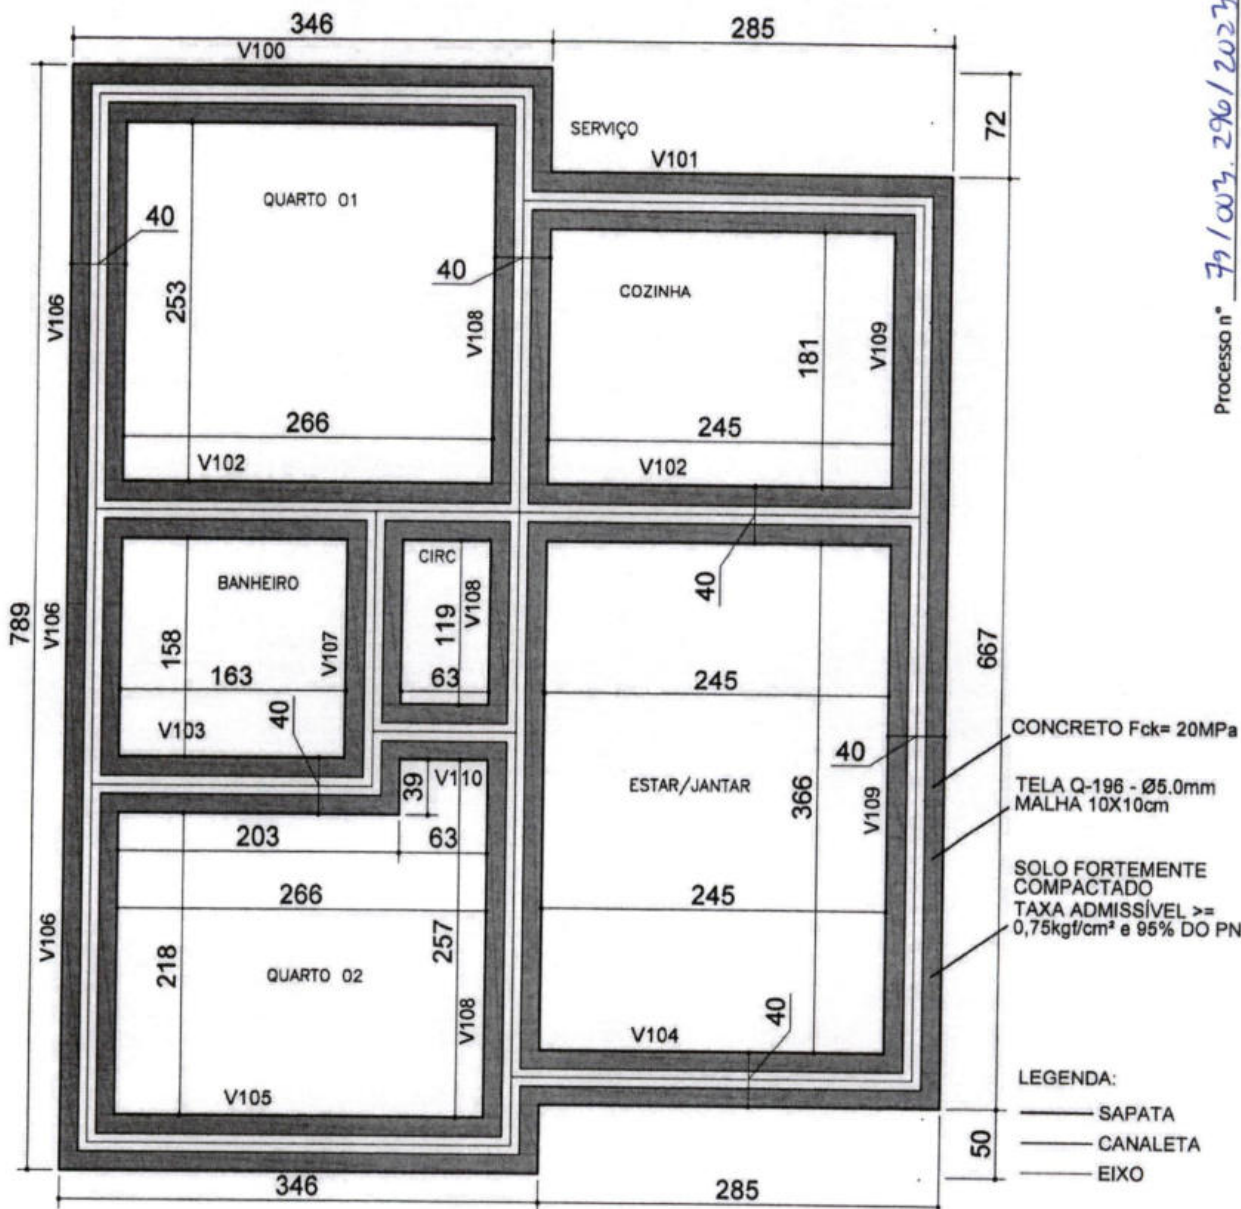 346
285
V100
72
SERVIÇO
V101
QUARTO 01
40
40
253
COZINHA
V106
V108
V109
181
266
245
V102
V102
CIRC
BANHEIRO
40
789
V106
158
119
V108
V107
667
163
63
245
V103
40
CONCRETO Fck= 20MPa
40
39
V110
ESTAR/JANTAR
366
TELA Q-196 - Ø5.0mm
MALHA 10X10cm
V109
203
63
SOLO FORTEMENTE
COMPACTADO
TAXA ADMISSÍVEL >=
0,75kgf/cm² e 95% DO PN
266
245
V106
218
257
QUARTO 02
V108
V104
40
V105
LEGENDA:
SAPATA
CANALETA
EIXO
50
346
285
Processo n° 79/003.296/2023